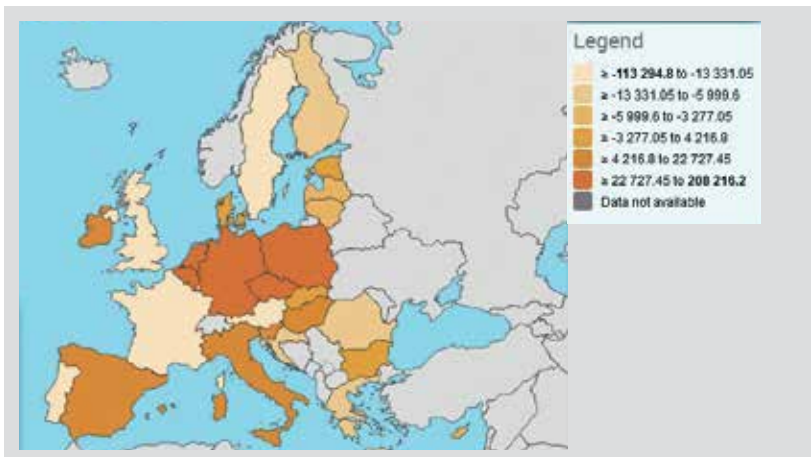 Legend
≥ -113 294.8 to -13 331.05
≥ -13 331.05 to -5 999.6
≥ -5 999.6 to -3 277.05
≥ -3 277.05 to 4 216.8
≥ 4 216.8 to 22 727.45
≥ 22 727.45 to 208 216.2
Data not available